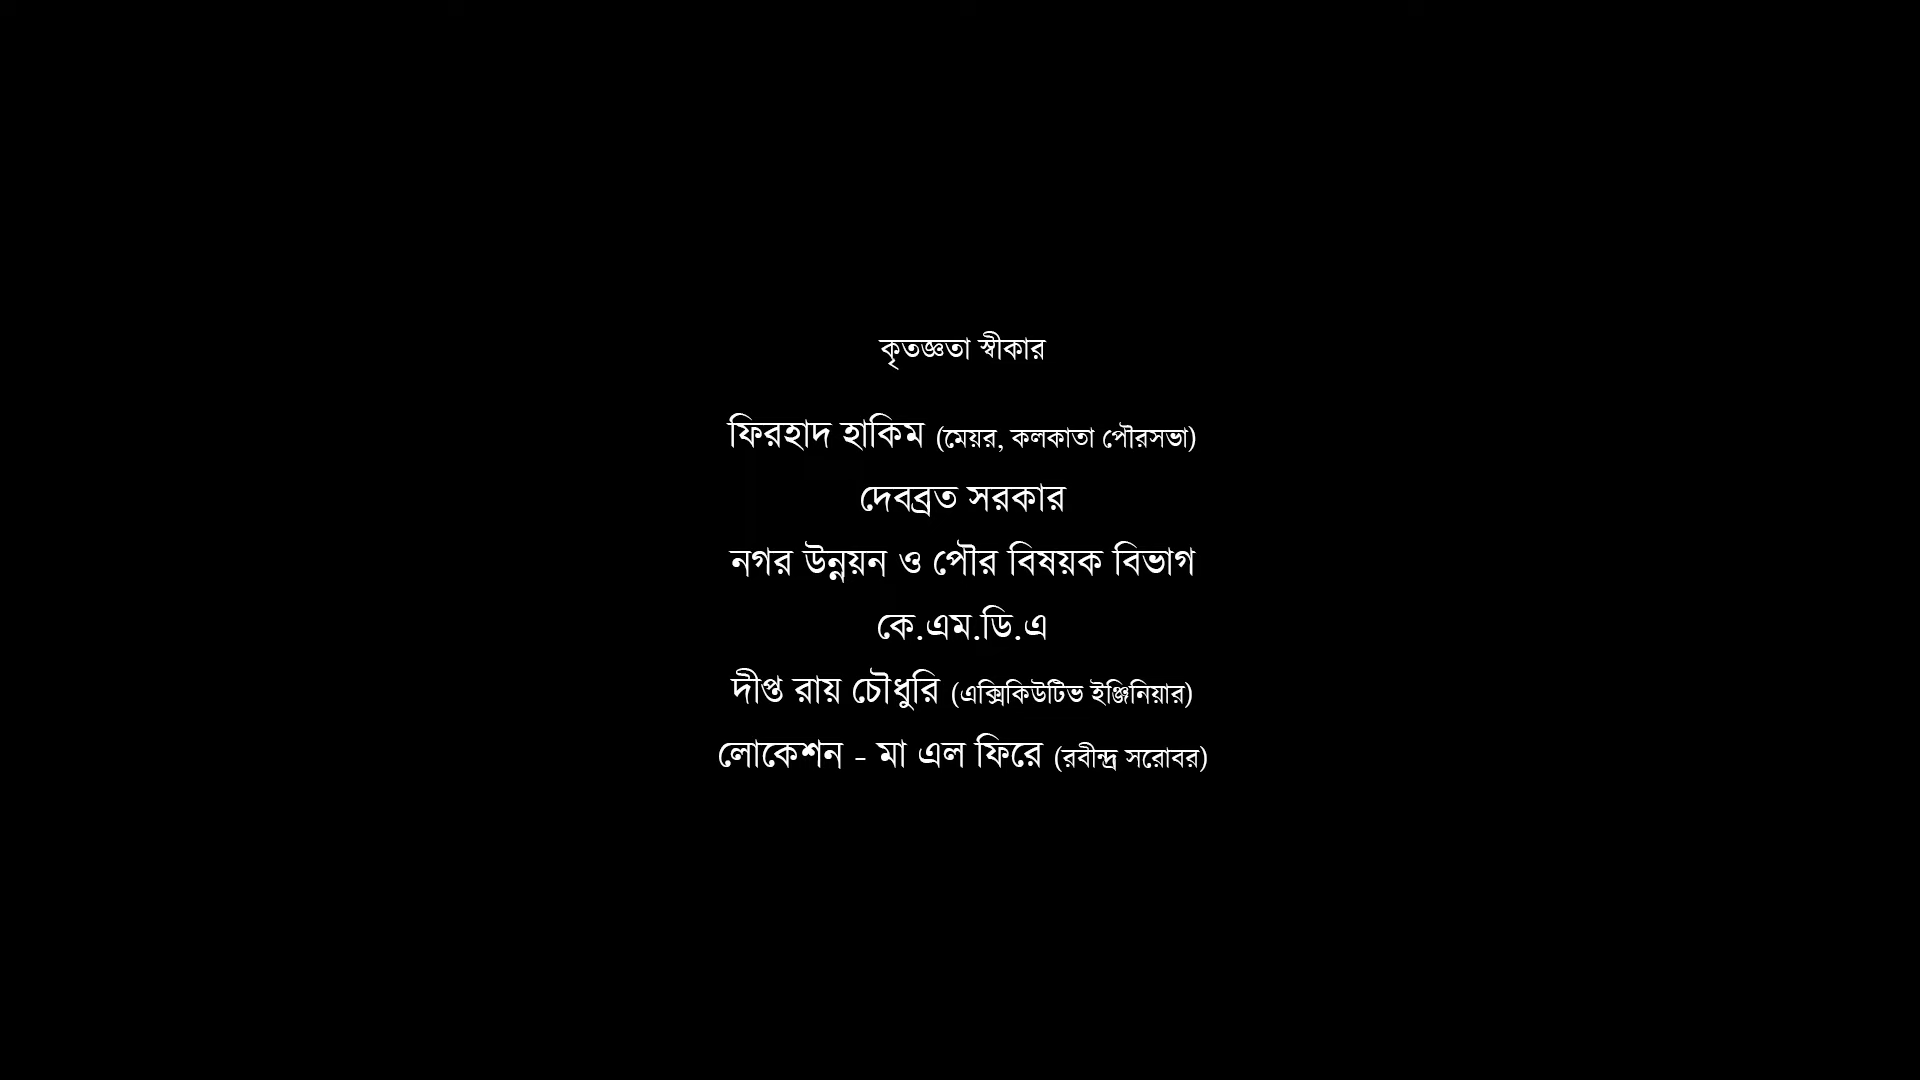 কৃতজ্ঞতা স্বীকার
ফিরহাদ হাকিম (মেয়র, কলকাতা পৌরসভা)
দেবব্রত সরকার
নগর উন্নয়ন ও পৌর বিষয়ক বিভাগ
কে.এম.ডি.এ
দীপ্ত রায় চৌধুরি (এক্সিকিউটিভ ইঞ্জিনিয়ার)
লোকেশন - মা এল ফিরে (রবীন্দ্র সরোবর)